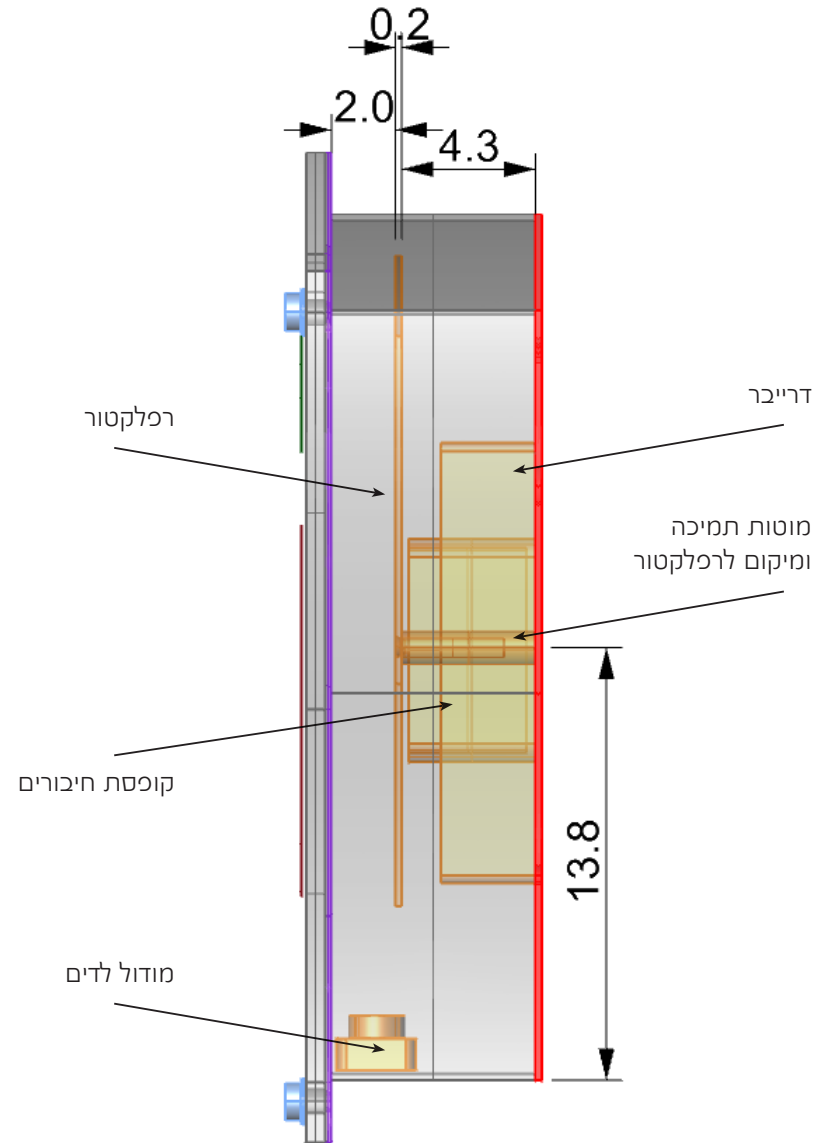 0.2
2.0
4.3
רפלקטור
דרייבר
מוטות תמיכה
ומיקום לרפלקטור
קופסת חיבורים
13.8
מודול לדים